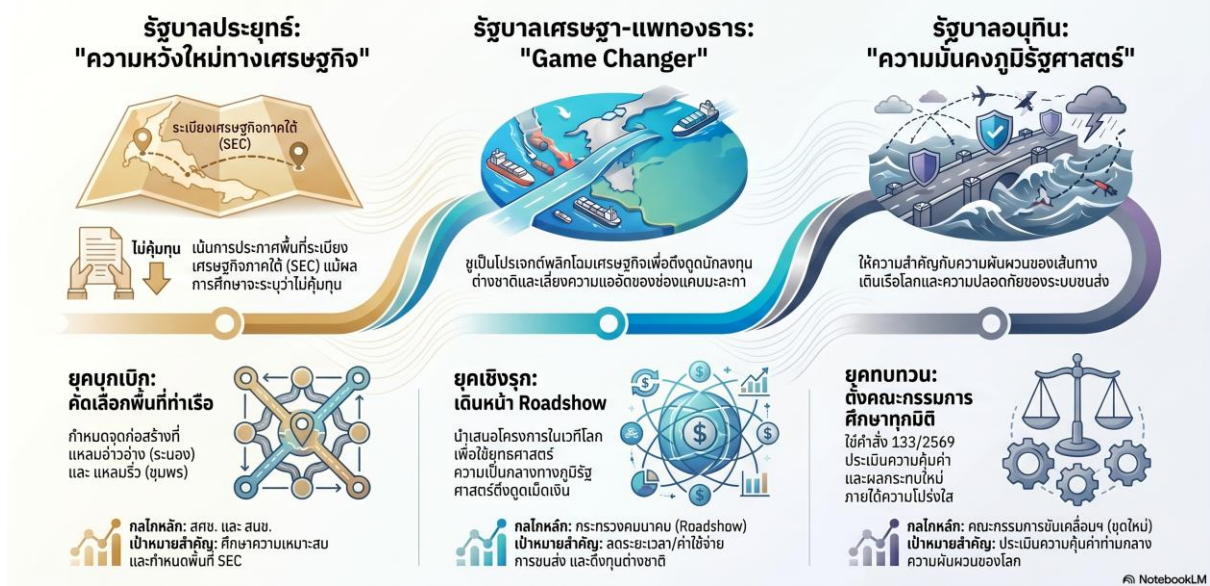 รัฐบาลประยุทธ์:
"ความหวังใหม่ทางเศรษฐกิจ"
ระเบียงเศรษฐกิจภาคใต้
(SEC)
ไม่คุ้มทุน
เน้นการประกาศพื้นที่ระเบียง
เศรษฐกิจภาคใต้ (SEC) แม้ผล
การศึกษาจะระบุว่าไม่คุ้มทุน
ยุคบุกเบิก:
คัดเลือกพื้นที่ท่าเรือ
กำหนดจุดก่อสร้างที่
แหลมอ่าวอ่าง (ระนอง)
และ แหลมริ่ว (ชุมพร)
กลไกหลัก: สศช. และ สนข.
เป้าหมายสำคัญ: ศึกษาความเหมาะสบ
และกำหนดพื้นที่ SEC
รัฐบาลเศรษฐา-แพทองธาร:
"Game Changer"
ชูเป็นโปรเจกต์พลิกโฉมเศรษฐกิจเพื่อดึงดูดนักลงทุน
ต่างชาติและเลี่ยงความแออัดของช่องแคบมะละกา
ยุคเชิงรุก:
เดินหน้า Roadshow
นำเสนอโครงการในเวทีโลก
เพื่อใช้ยุทธศาสตร์
ความเป็นกลางทางภูมิรัฐ
ศาสตร์ดึงดูดเม็ดเงิน
กลไกหลัก: กระทรวงคมนาคม (Roadshow)
เป้าหมายสำคัญ: ลดระยะเวลา/ค่าใช้จ่าย
การขนส่ง และดึงทุนต่างชาติ
รัฐบาลอนุทิน:
"ความมั่นคงภูมิรัฐศาสตร์"
ให้ความสำคัญกับความผันผวนของเส้นทาง
เดินเรือโลกและความปลอดภัยของระบบขนส่ง
ยุคทบทวน:
ตั้งคณะกรรมการ
ศึกษาทุกมิติ
ใช้คำสั่ง 133/2569
ประเมินความคุ้มค่า
และผลกระทบใหม่
ภายใต้ความโปร่งใส
กลไกหลัก: คณะกรรมการขับเคลื่อนฯ (ชุดใหม่)
เป้าหมายสำคัญ: ประเมินความคุ้มค่าท่ามกลาง
ความผันผวนของโลก
NotebookLM